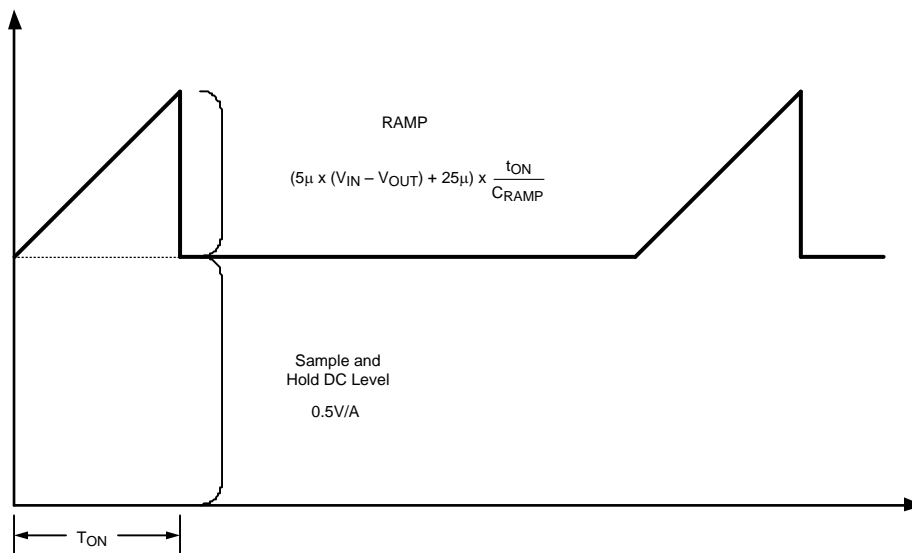 RAMP
(5µ x (VIN – VOUT) + 25µ) x tON
CRAMP
Sample and
Hold DC Level
0.5V/A
TON